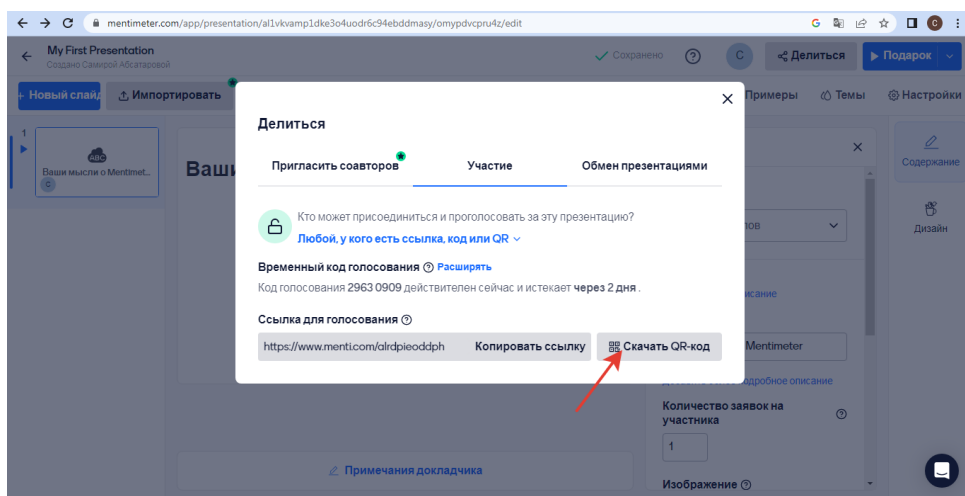 mentimeter.com/app/presentation/al1vkvamp1dke3o4uodr6c94ebddmasy/omypdvcpru4z/edit
G
C
My First Presentation
Создано Самирой Абсатаровой
Сохранено
C
Делиться
Подарок
+ Новый слайд
Импортировать
Примеры
Темы
Настройки
1
ABC
Ваши мысли о Mentimet...
C
Ваши
Делиться
Пригласить соавторов
Участие
Обмен презентациями
Кто может присоединиться и проголосовать за эту презентацию?
Любой, у кого есть ссылка, код или QR
Временный код голосования ? Расширять
Код голосования 2963 0909 действителен сейчас и истекает через 2 дня .
Ссылка для голосования ?
https://www.menti.com/alrdpieoddph
Копировать ссылку
Скачать QR-код
Mentimeter
Количество заявок на
участника
1
Изображение ?
Примечания докладчика
Содержание
Дизайн